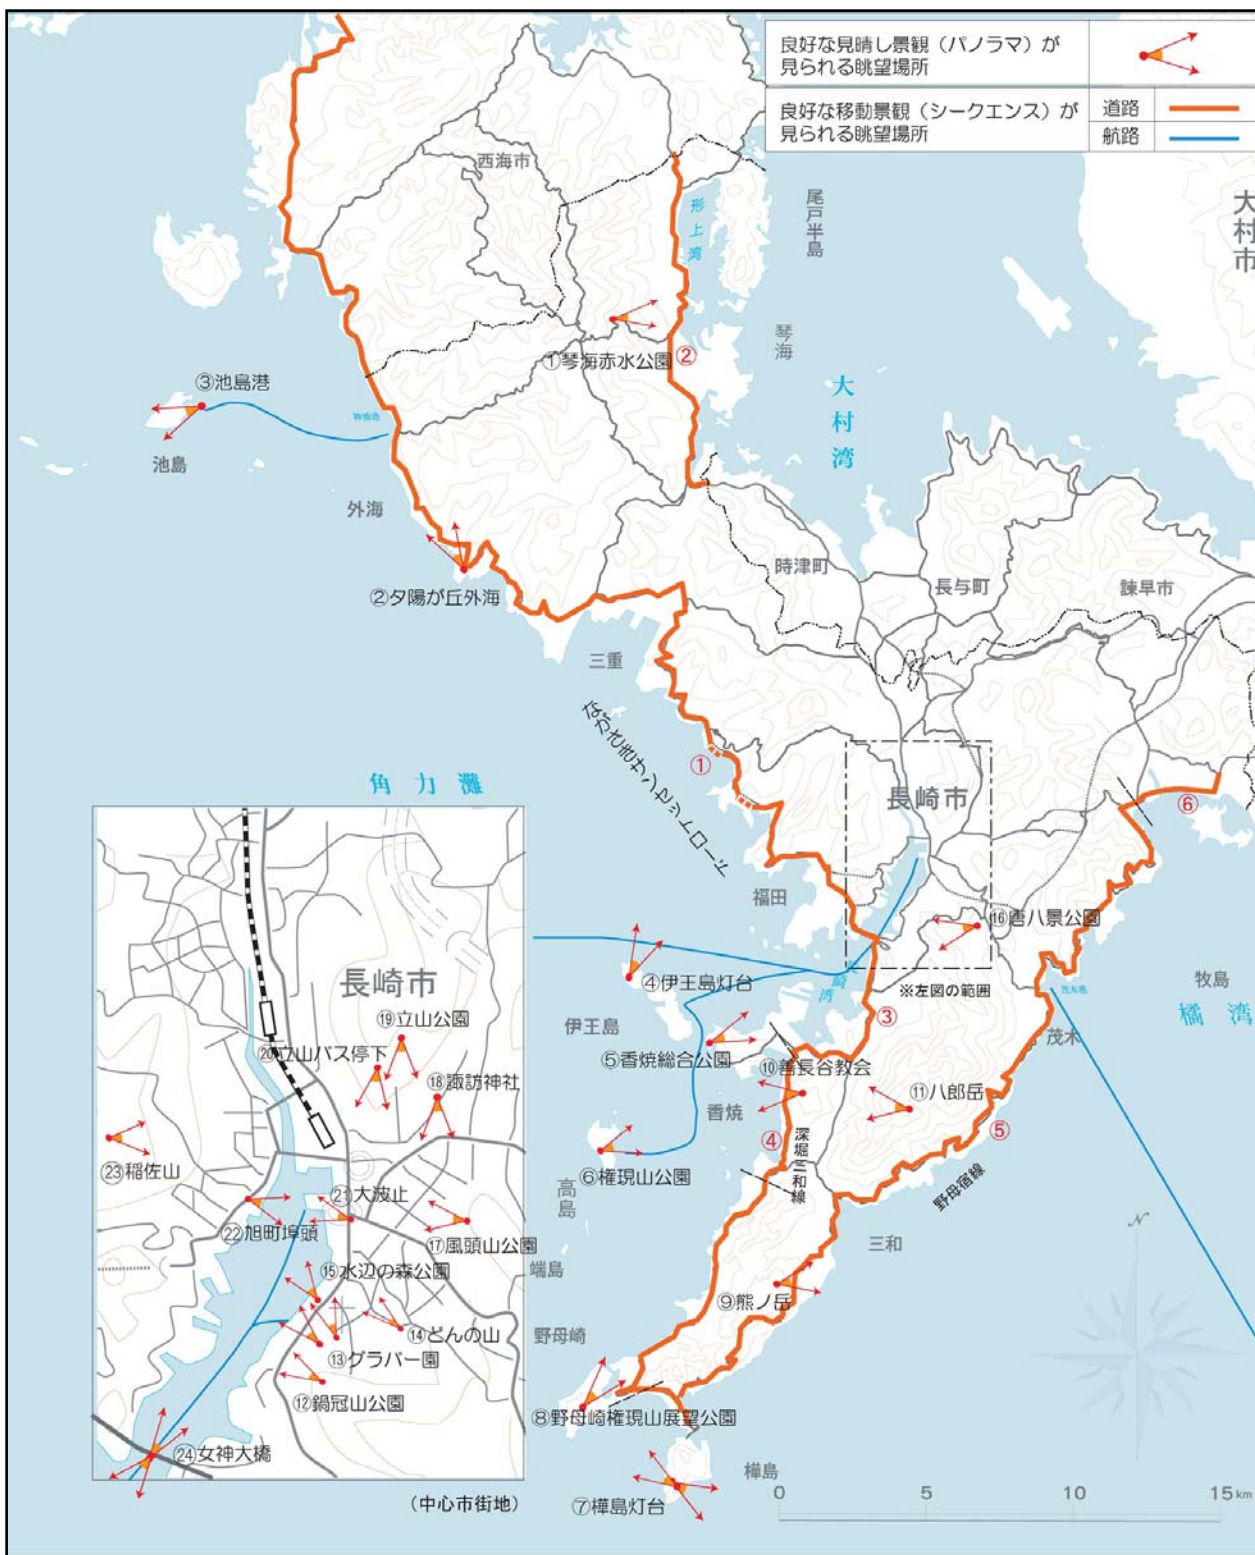 良好な見晴し景観（パノラマ）が
見られる眺望場所
良好な移動景観（シークエンス）が
見られる眺望場所
道路
航路
西海市
形上湾
尾戸半島
大村市
①琴海赤水公園
②
琴海
大村湾
③池島港
神浦港
池島
外海
②夕陽が丘外海
時津町
長与町
諫早市
三重
ながさきサンセットロード
①
角力灘
長崎市
⑥
福田
⑯唐八景公園
④伊王島灯台
※左図の範囲
牧島
橘湾
茂木港
茂木
伊王島
③
⑤香焼総合公園
⑩善長谷教会
⑪八郎岳
香焼
④
深堀三和線
⑤
⑥権現山公園
野母宿線
高島
三和
端島
⑨熊ノ岳
野母崎
⑧野母崎権現山展望公園
樺島
⑦樺島灯台
N
0
5
10
15km
長崎市
⑲立山公園
⑳立山バス停下
⑱諏訪神社
㉓稲佐山
㉑大波止
㉒旭町埠頭
⑰風頭山公園
⑮水辺の森公園
⑭どんの山
⑬グラバー園
⑫鍋冠山公園
㉔女神大橋
（中心市街地）